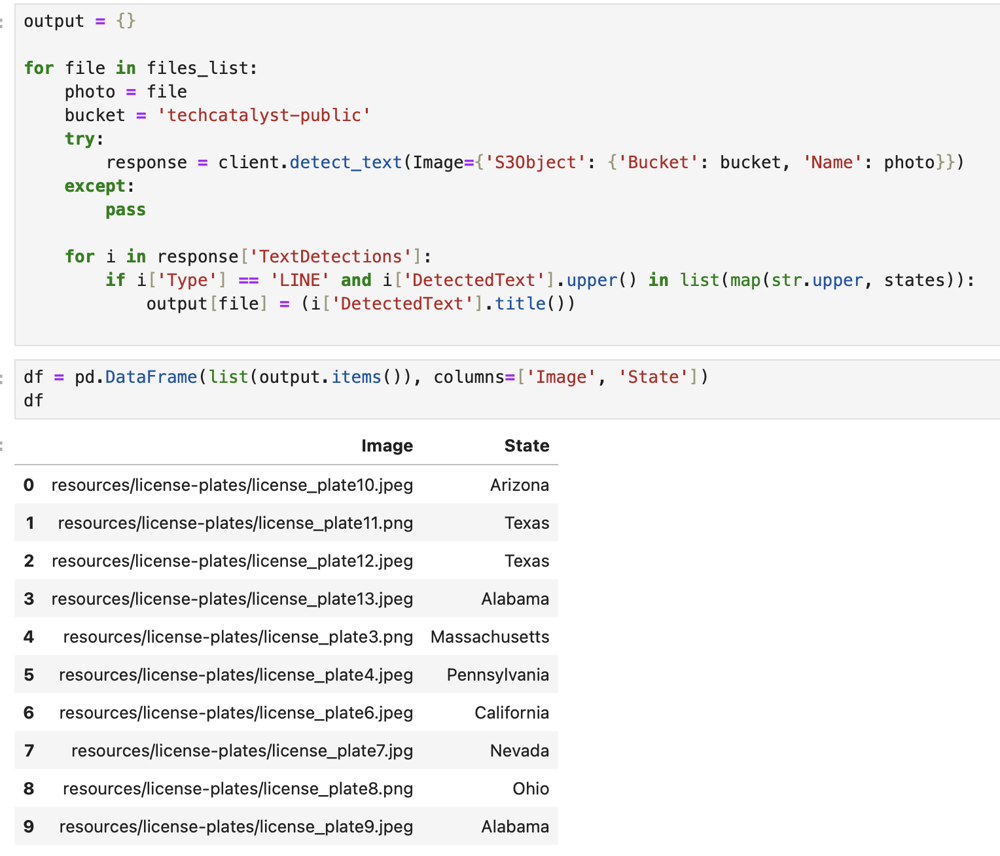 output = {}
for file in files_list:
    photo = file
    bucket = 'techcatalyst-public'
    try:
        response = client.detect_text(Image={'S3Object': {'Bucket': bucket, 'Name': photo}})
    except:
        pass
    for i in response['TextDetections']:
        if i['Type'] == 'LINE' and i['DetectedText'].upper() in list(map(str.upper, states)):
            output[file] = (i['DetectedText'].title())
df = pd.DataFrame(list(output.items()), columns=['Image', 'State'])
df
Image State
0 resources/license-plates/license_plate10.jpeg Arizona
1 resources/license-plates/license_plate11.png Texas
2 resources/license-plates/license_plate12.jpeg Texas
3 resources/license-plates/license_plate13.jpeg Alabama
4 resources/license-plates/license_plate3.png Massachusetts
5 resources/license-plates/license_plate4.jpeg Pennsylvania
6 resources/license-plates/license_plate6.jpeg California
7 resources/license-plates/license_plate7.jpg Nevada
8 resources/license-plates/license_plate8.png Ohio
9 resources/license-plates/license_plate9.jpeg Alabama